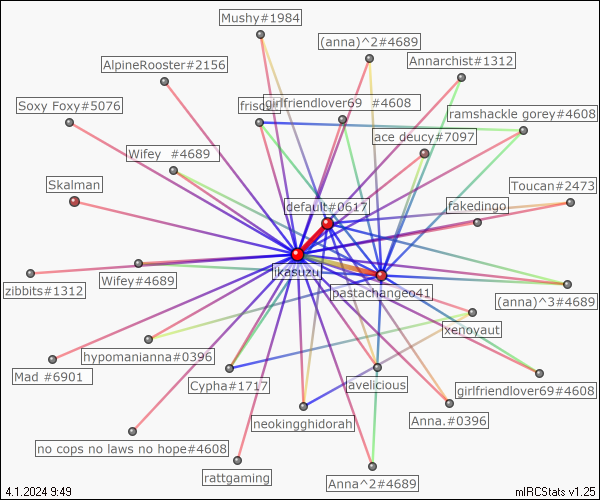 Mushy#1984
(anna)^2#4689
Annarchist#1312
AlpineRooster#2156
Soxy Foxy#5076
girlfriendlover69 #4608
ramshackle gorey#4608
ace deucy#7097
Wifey #4689
Skalman
Toucan#2473
default#0617
fakedingo
ikasuzu
pastachangeo41
zibbits#1312
Wifey#4689
(anna)^3#4689
xenoyaut
hypomanianna#0396
Mad #6901
Cypha#1717
avelicious
girlfriendlover69#4608
neokingghidorah
Anna.#0396
no cops no laws no hope#4608
rattgaming
Anna^2#4689
4.1.2024 9:49
mIRCStats v1.25